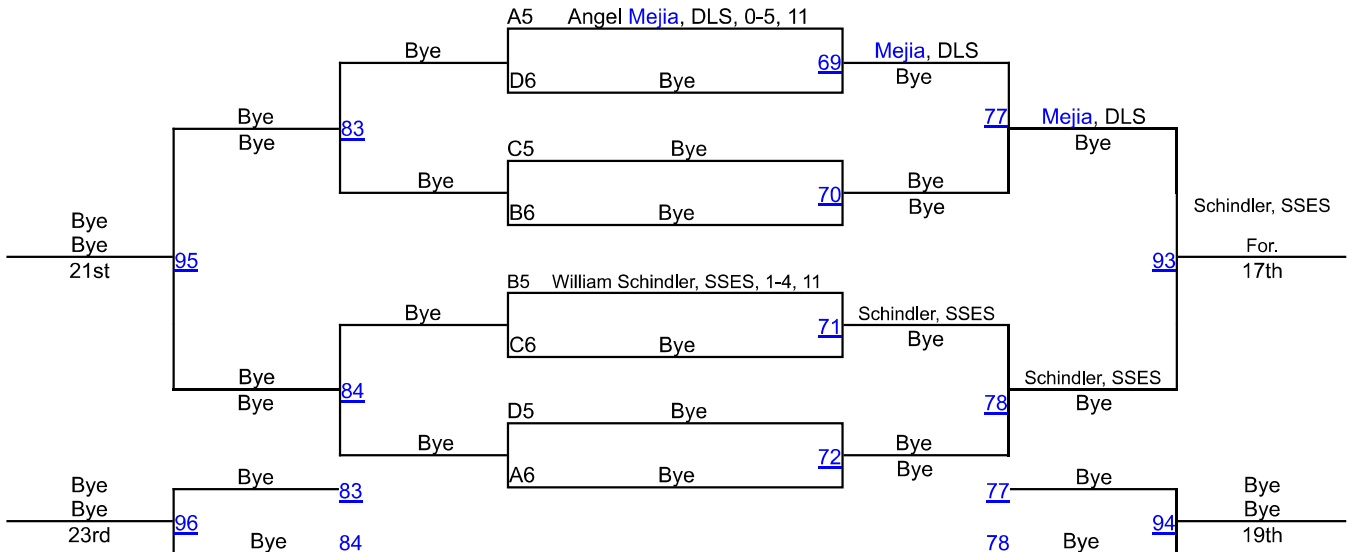 A5 Angel Mejia, DLS, 0-5, 11
Bye 69 Mejia, DLS
D6 Bye Bye
Bye 83 77 Mejia, DLS
Bye Bye
C5 Bye
Bye 70 Bye
B6 Bye Bye
Bye Schindler, SSES
Bye 95 93 For.
21st 17th
B5 William Schindler, SSES, 1-4, 11
Bye 71 Schindler, SSES
C6 Bye Bye
Bye 84 78 Schindler, SSES
Bye Bye
D5 Bye
Bye 72 Bye
A6 Bye Bye
Bye Bye 83 77 Bye Bye
Bye 96 94 Bye
23rd 19th
Bye 84 78 Bye